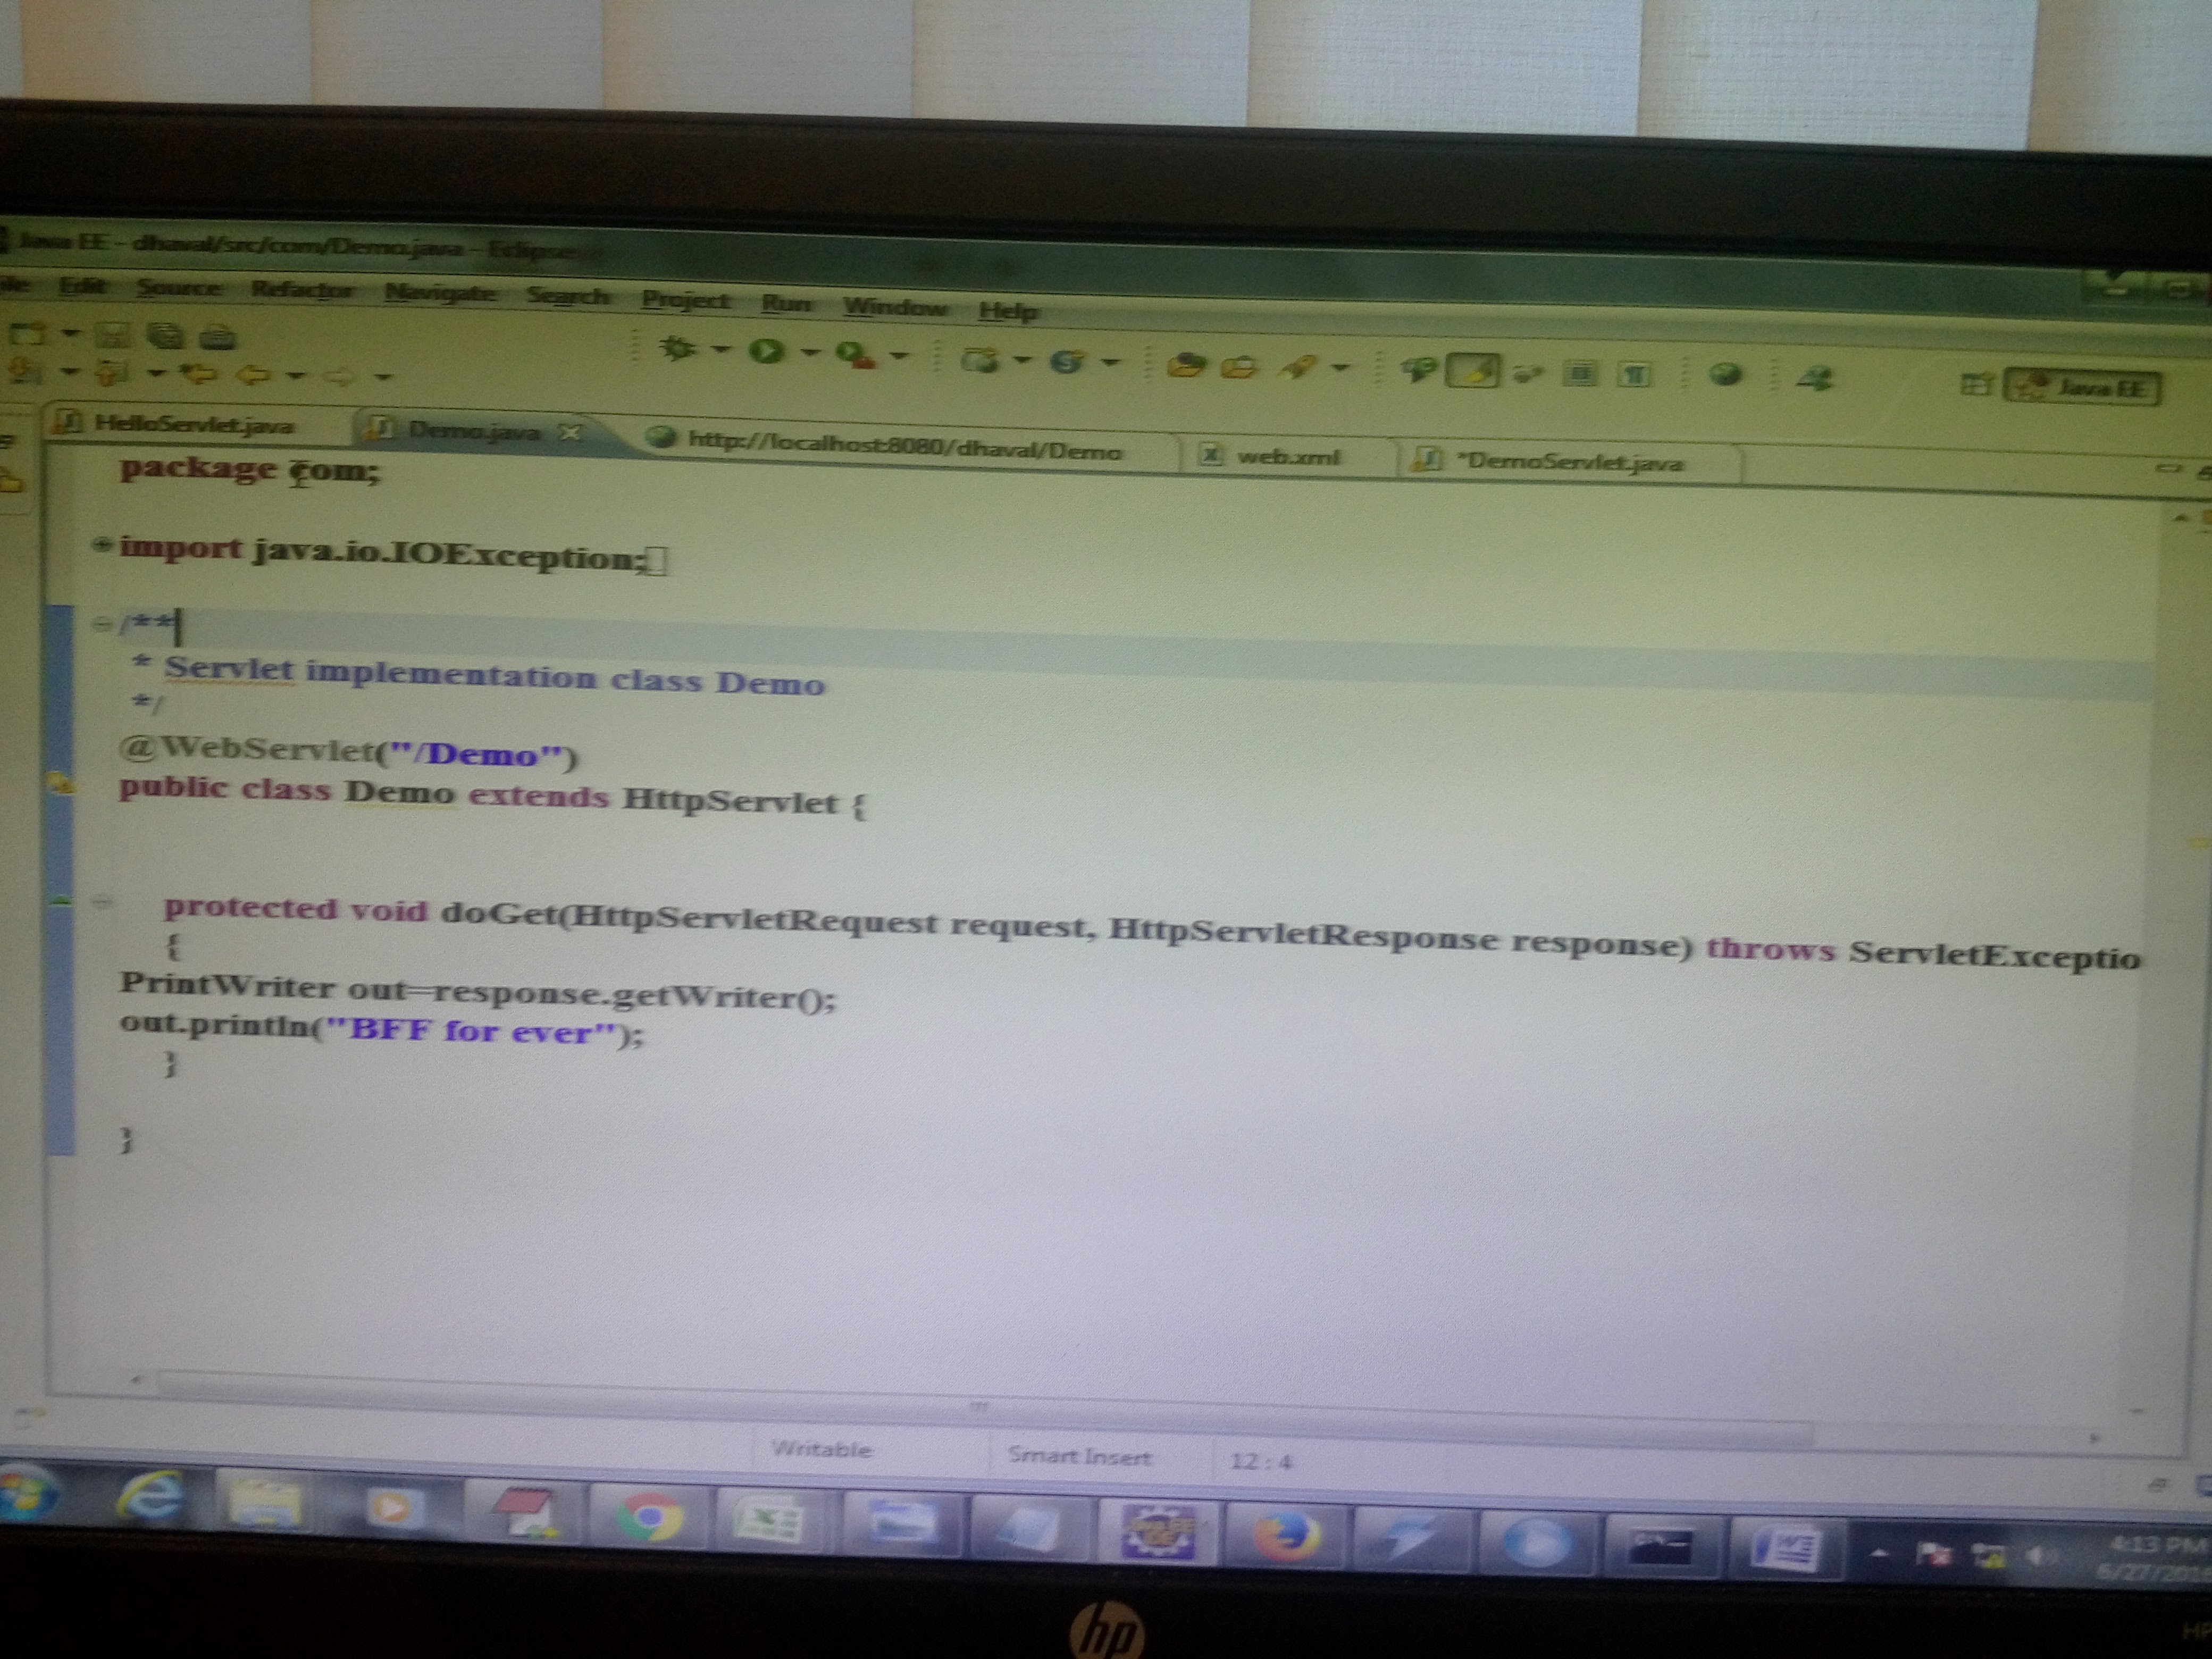 Java EE - dhaval/src/com/Demo.java - Eclipse
ile Edit Source Refactor Navigate Search Project Run Window Help
Java EE
HelloServlet.java Demo.java http://localhost:8080/dhaval/Demo web.xml *DemoServlet.java
package com;
import java.io.IOException;
/**
* Servlet implementation class Demo
*/
@WebServlet("/Demo")
public class Demo extends HttpServlet {
protected void doGet(HttpServletRequest request, HttpServletResponse response) throws ServletExceptio
{
PrintWriter out=response.getWriter();
out.println("BFF for ever");
}
}
Writable Smart Insert 12 : 4
4:13 PM
6/27/201
hp
HP